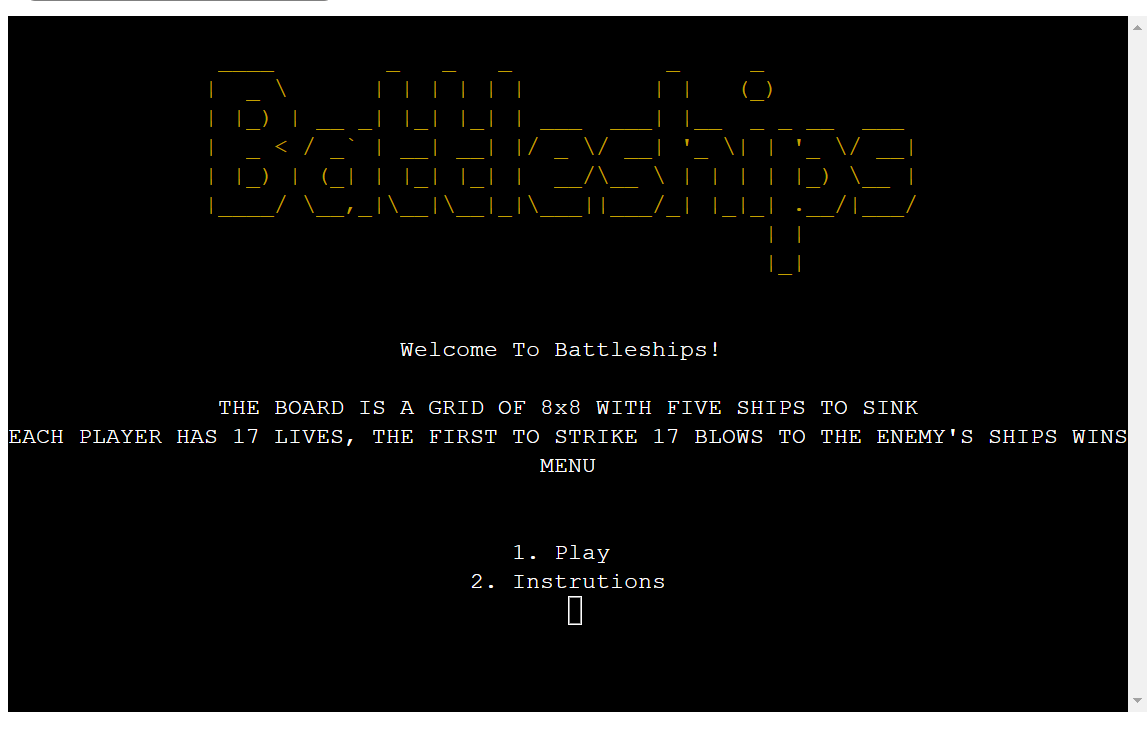 Battleships
Welcome To Battleships!
THE BOARD IS A GRID OF 8x8 WITH FIVE SHIPS TO SINK
EACH PLAYER HAS 17 LIVES, THE FIRST TO STRIKE 17 BLOWS TO THE ENEMY'S SHIPS WINS
MENU
1. Play
2. Instrutions